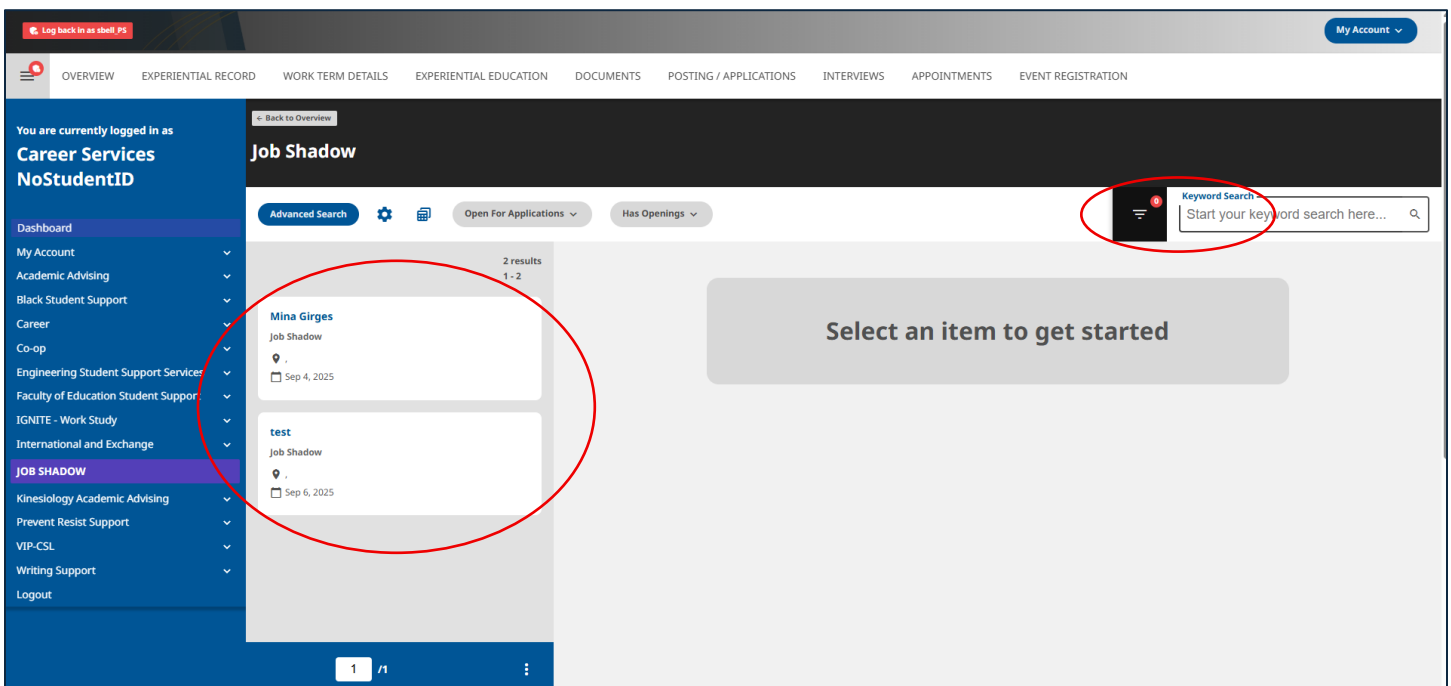 Log back in as sbell_PS
My Account
OVERVIEW EXPERIENTIAL RECORD WORK TERM DETAILS EXPERIENTIAL EDUCATION DOCUMENTS POSTING / APPLICATIONS INTERVIEWS APPOINTMENTS EVENT REGISTRATION
You are currently logged in as
Career Services
NoStudentID
Dashboard
My Account
Academic Advising
Black Student Support
Career
Co-op
Engineering Student Support Services
Faculty of Education Student Support
IGNITE - Work Study
International and Exchange
JOB SHADOW
Kinesiology Academic Advising
Prevent Resist Support
VIP-CSL
Writing Support
Logout
← Back to Overview
Job Shadow
Advanced Search Open For Applications Has Openings
0
Keyword Search
Start your keyword search here...
2 results
1 - 2
Mina Girges
Job Shadow
,
Sep 4, 2025
test
Job Shadow
,
Sep 6, 2025
1 /1
Select an item to get started